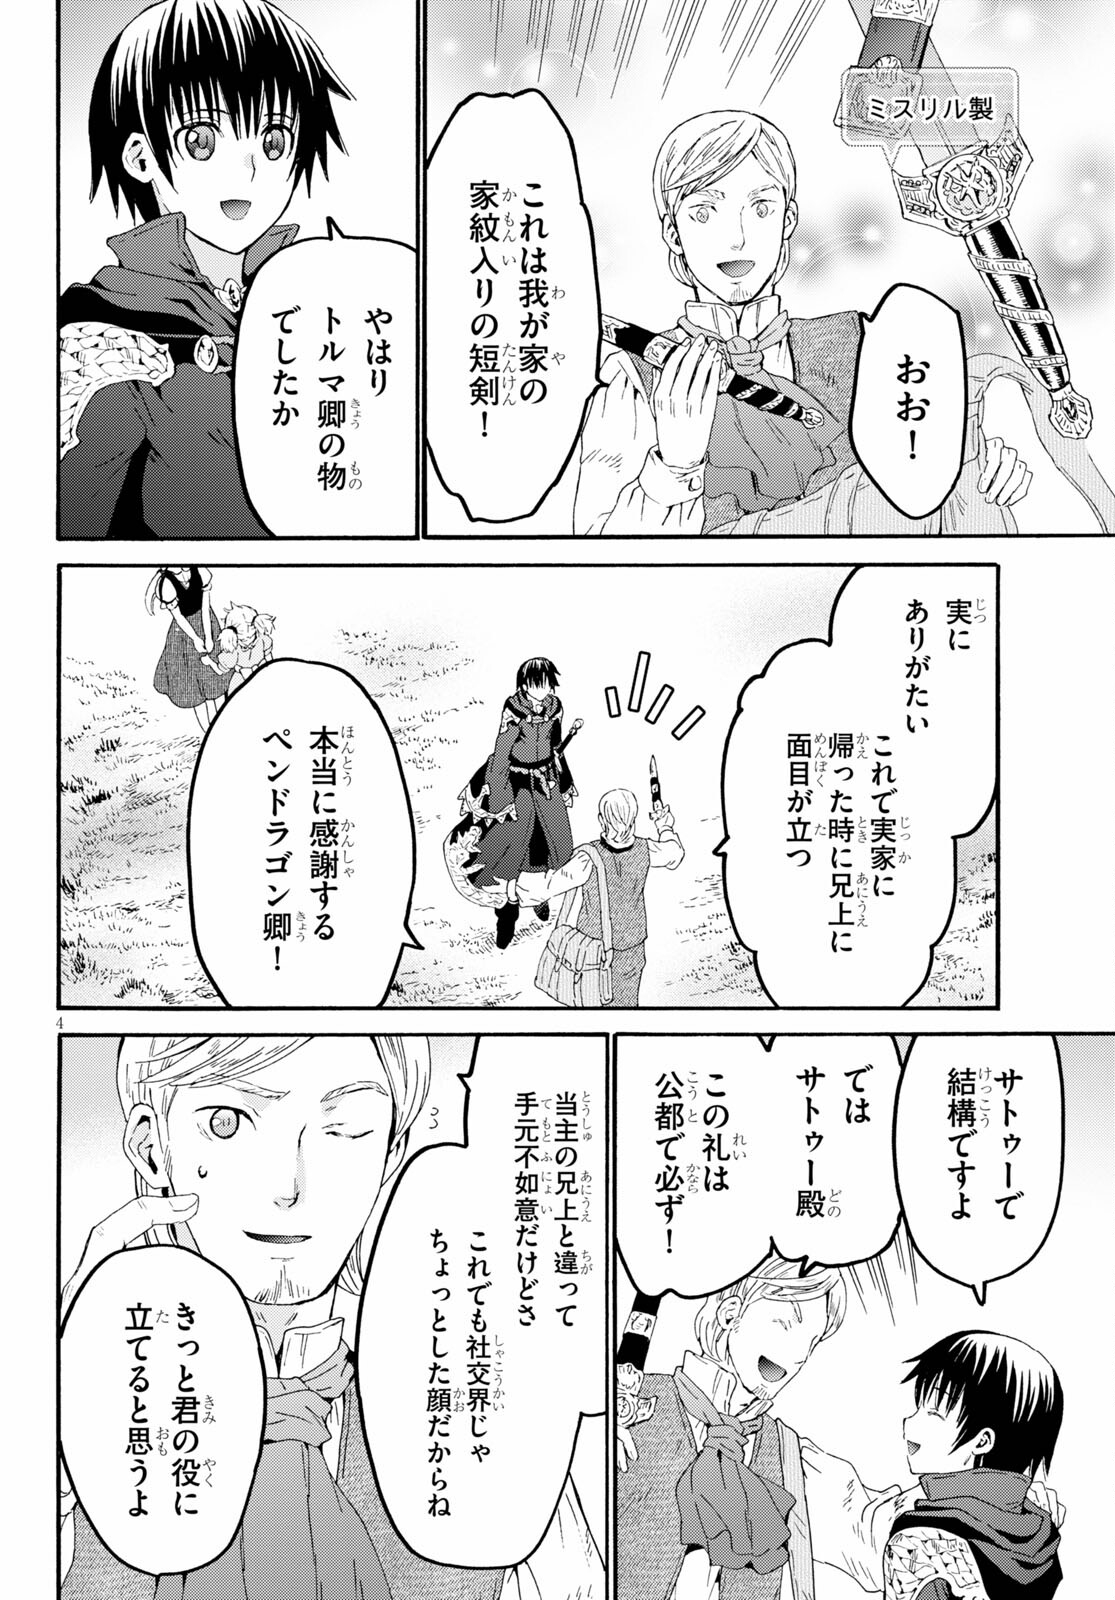 ミスリル製
おお！
これは我が家の
家紋入りの短剣！
やはり
トルマ卿の物
でしたか
実に
ありがたい
これで実家に
帰った時に兄上に
面目が立つ
本当に感謝する
ペンドラゴン卿！
サトゥーで
結構ですよ
では
サトゥー殿
この礼は
公都で必ず！
当主の兄上と違って
手元不如意だけどさ
これでも社交界じゃ
ちょっとした顔だからね
きっと君の役に
立てると思うよ
4